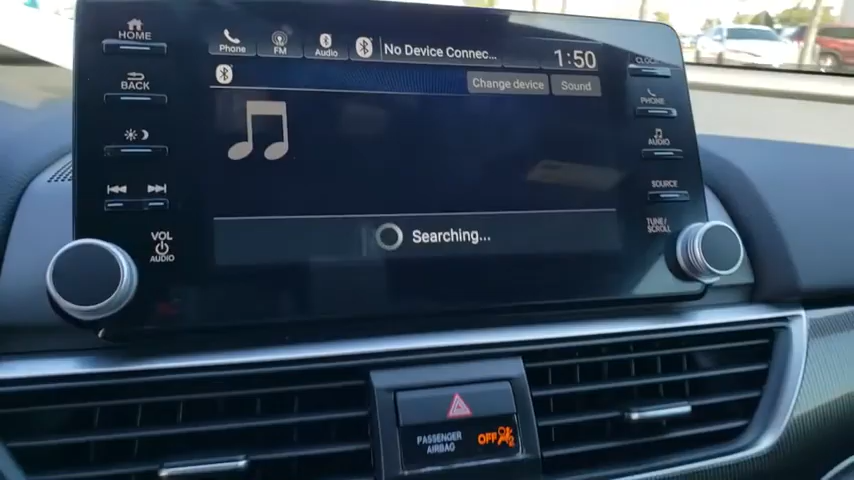 HOME
BACK
VOL
AUDIO
Phone
FM
Audio
No Device Connec...
1:50
Change device
Sound
Searching...
CLOCK
PHONE
AUDIO
SOURCE
TUNE/
SCROLL
PASSENGER
AIRBAG
OFF